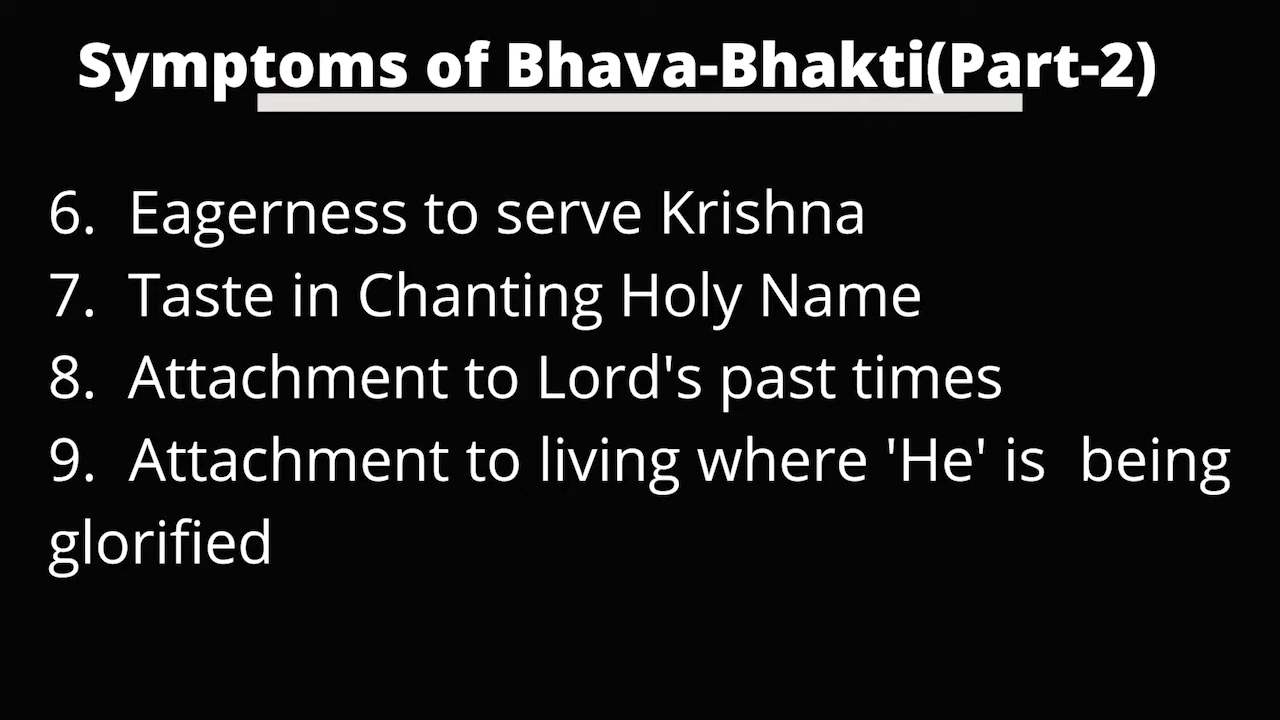 Symptoms of Bhava-Bhakti(Part-2)
6. Eagerness to serve Krishna
7. Taste in Chanting Holy Name
8. Attachment to Lord's past times
9. Attachment to living where 'He' is being
glorified